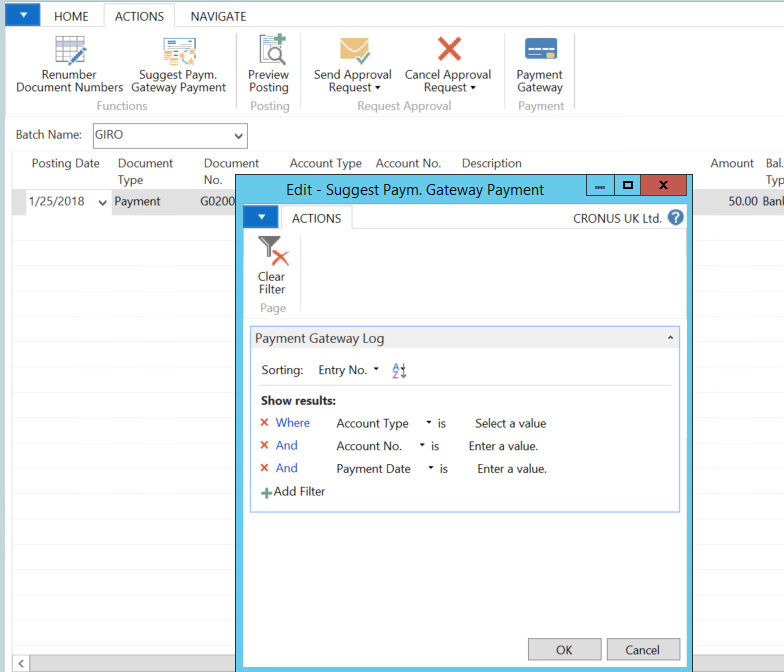 HOME ACTIONS NAVIGATE
Renumber
Document Numbers
Suggest Paym.
Gateway Payment
Preview
Posting
Send Approval
Request
Cancel Approval
Request
Payment
Gateway
Functions Posting Request Approval Payment
Batch Name: GIRO
Posting Date Document
Type Document
No. Account Type Account No. Description Amount Bal.
Typ
1/25/2018 Payment G0200 50.00 Bank
Edit - Suggest Paym. Gateway Payment
ACTIONS CRONUS UK Ltd. ?
Clear
Filter
Page
Payment Gateway Log
Sorting: Entry No. A Z
Show results:
Where Account Type is Select a value
And Account No. is Enter a value.
And Payment Date is Enter a value.
Add Filter
OK Cancel